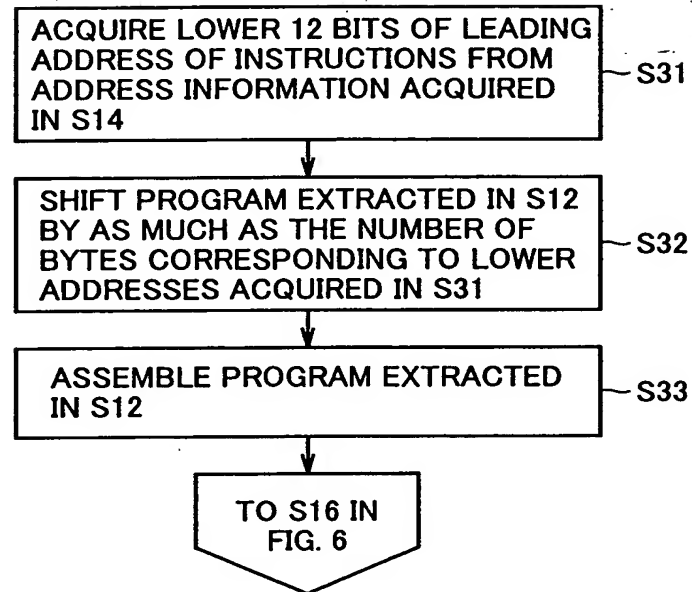 ACQUIRE LOWER 12 BITS OF LEADING
ADDRESS OF INSTRUCTIONS FROM
ADDRESS INFORMATION ACQUIRED
IN S14
S31
SHIFT PROGRAM EXTRACTED IN S12
BY AS MUCH AS THE NUMBER OF
BYTES CORRESPONDING TO LOWER
ADDRESSES ACQUIRED IN S31
S32
ASSEMBLE PROGRAM EXTRACTED
IN S12
S33
TO S16 IN
FIG. 6